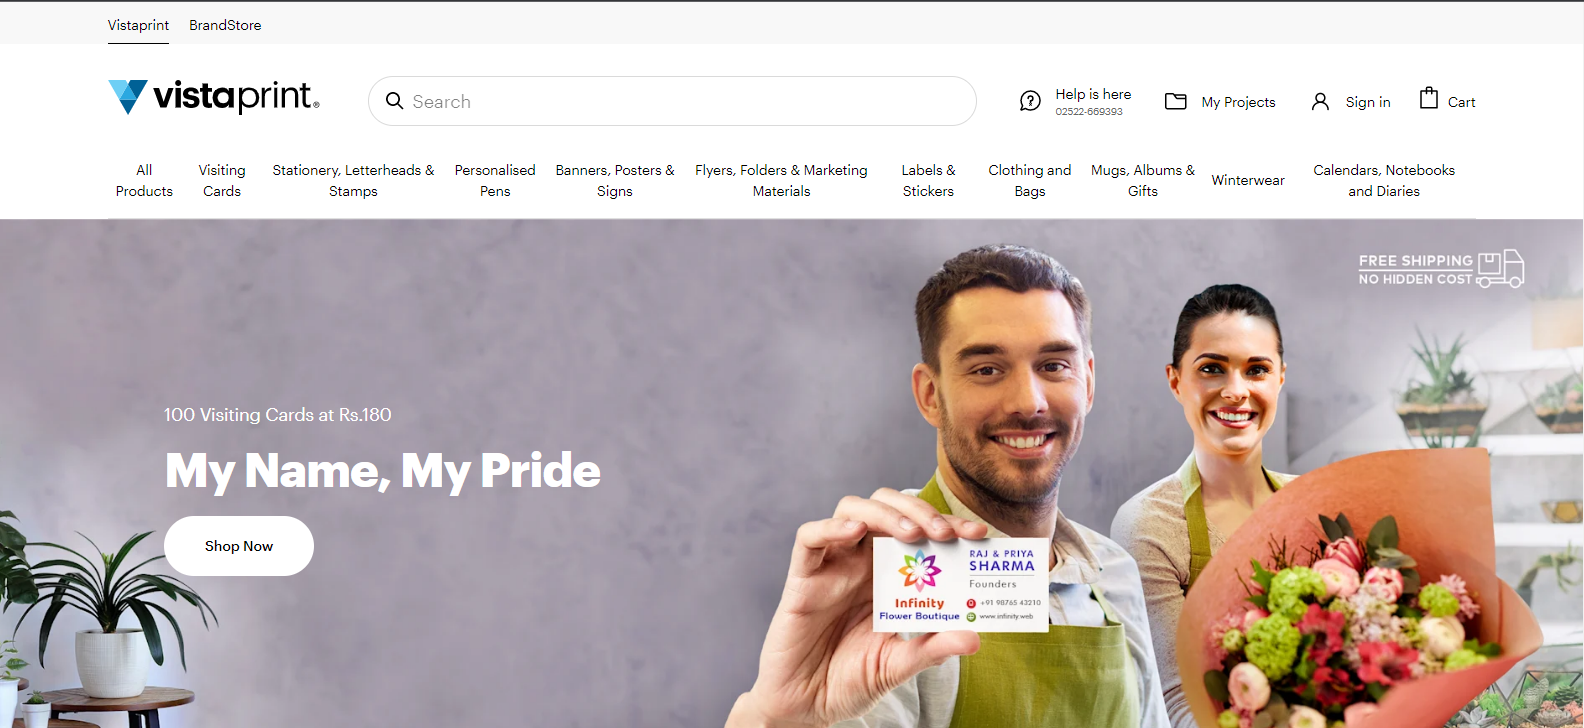 Vistaprint BrandStore
vistaprint.®
Search
Help is here
02522-669393
My Projects
Sign in
Cart
All
Products
Visiting
Cards
Stationery, Letterheads &
Stamps
Personalised
Pens
Banners, Posters &
Signs
Flyers, Folders & Marketing
Materials
Labels &
Stickers
Clothing and
Bags
Mugs, Albums &
Gifts
Winterwear
Calendars, Notebooks
and Diaries
FREE SHIPPING
NO HIDDEN COST
100 Visiting Cards at Rs.180
My Name, My Pride
Shop Now
RAJ & PRIYA
SHARMA
Founders
Infinity
Flower Boutique
+91 98765 43210
www.infinity.web